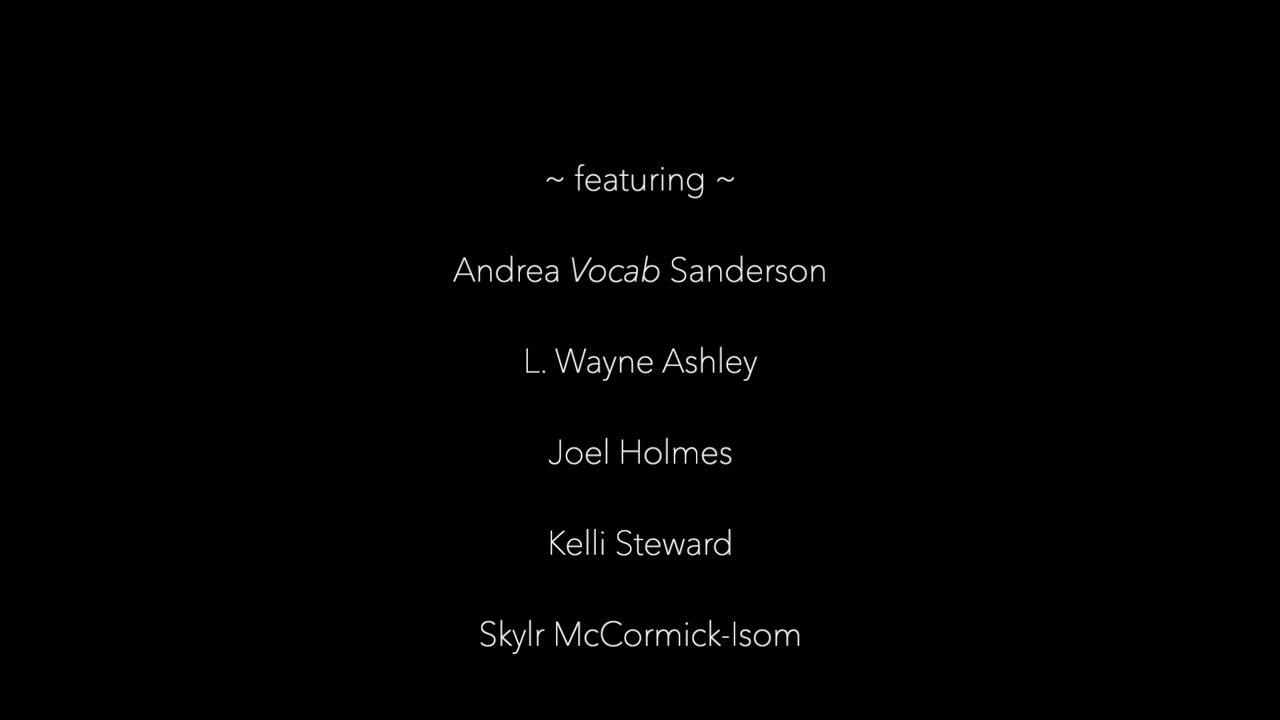 ~ featuring ~
Andrea Vocab Sanderson
L. Wayne Ashley
Joel Holmes
Kelli Steward
Skylr McCormick-Isom